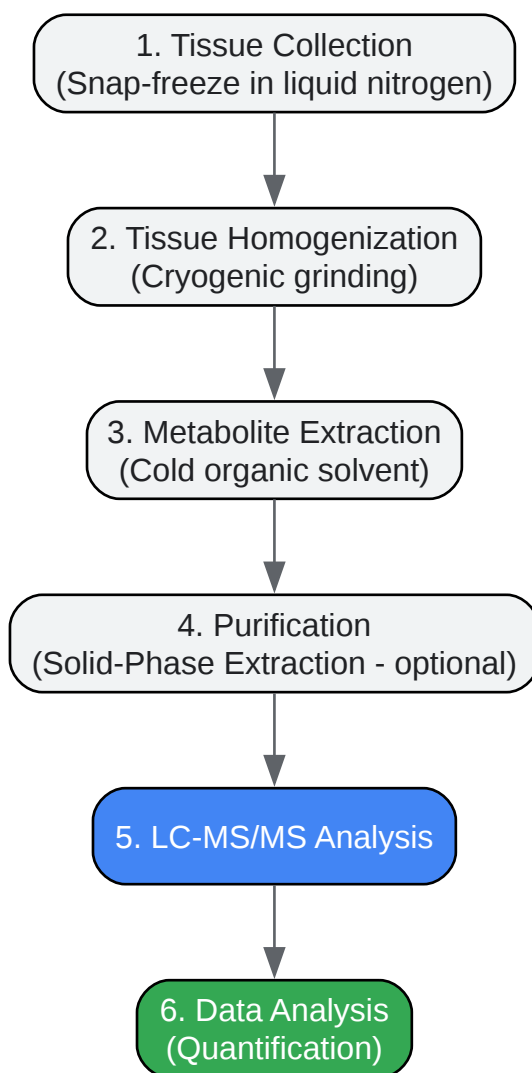 1. Tissue Collection
(Snap-freeze in liquid nitrogen)
2. Tissue Homogenization
(Cryogenic grinding)
3. Metabolite Extraction
(Cold organic solvent)
4. Purification
(Solid-Phase Extraction - optional)
5. LC-MS/MS Analysis
6. Data Analysis
(Quantification)